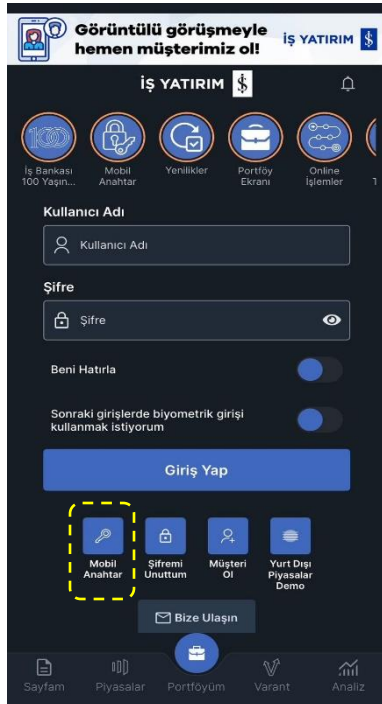 Görüntülü görüşmeyle
hemen müşterimiz ol!
İŞ YATIRIM
İŞ YATIRIM
İş Bankası
100 Yaşın...
Mobil
Anahtar
Yenilikler
Portföy
Ekranı
Online
İşlemler
Kullanıcı Adı
Kullanıcı Adı
Şifre
Şifre
Beni Hatırla
Sonraki girişlerde biyometrik girişi
kullanmak istiyorum
Giriş Yap
Mobil
Anahtar
Şifremi
Unuttum
Müşteri
Ol
Yurt Dışı
Piyasalar
Demo
Bize Ulaşın
Sayfam
Piyasalar
Portföyüm
Varant
Analiz